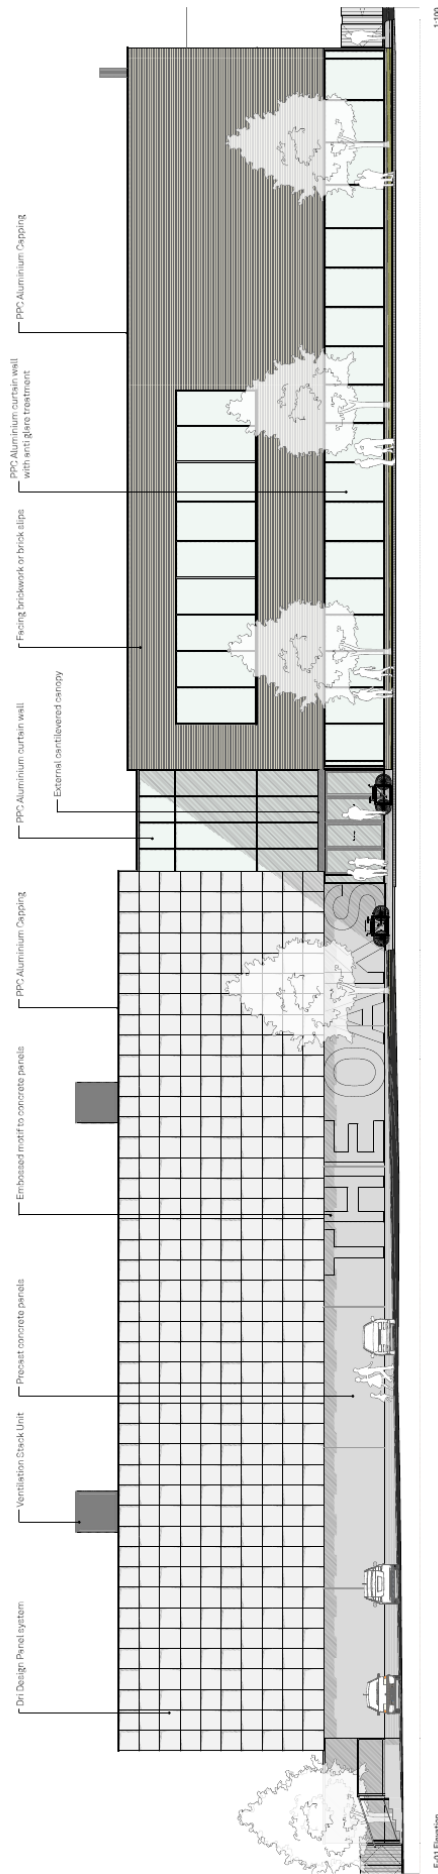 Dri Design Panel system
Ventilation Stack Unit
Precast concrete panels
Embossed motif to concrete panels
PPC Aluminium Capping
External cantilevered canopy
PPC Aluminium curtain wall
Facing brickwork or brick slips
PPC Aluminium curtain wall
with anti glare treatment
PPC Aluminium Capping
THE OAKS
Elevation
1:100